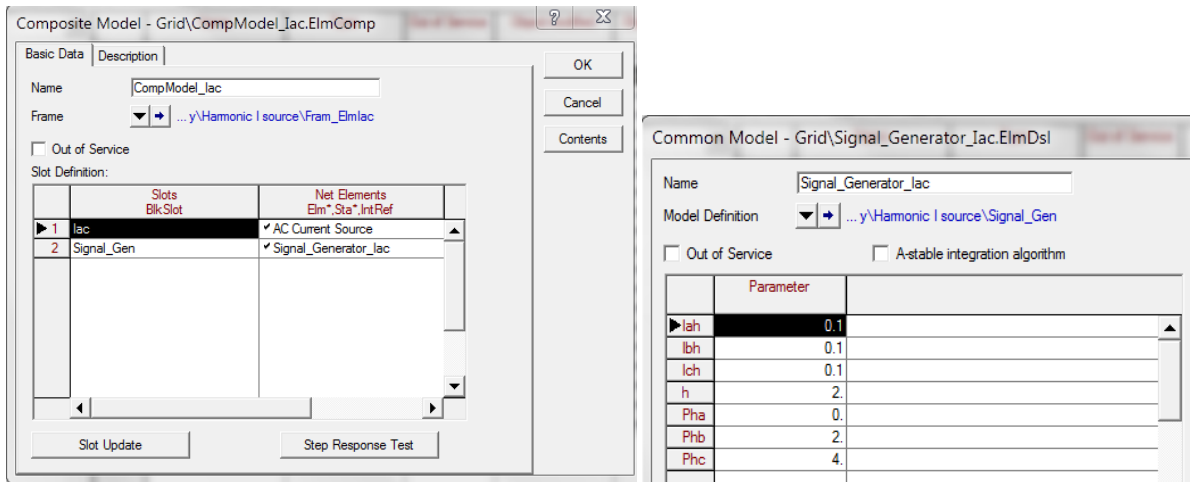 Composite Model - Grid\CompModel_Iac.ElmComp
Basic Data Description
OK
Name CompModel_Iac
Cancel
Frame ... y\Harmonic I source\Fram_ElmIac
Contents
Out of Service
Slot Definition:
Slots Net Elements
BlkSlot Elm*,Sta*,IntRef
1 Iac AC Current Source
2 Signal_Gen Signal_Generator_Iac
Slot Update Step Response Test
Common Model - Grid\Signal_Generator_Iac.ElmDsl
Name Signal_Generator_Iac
Model Definition ... y\Harmonic I source\Signal_Gen
Out of Service A-stable integration algorithm
Parameter
Iah 0.1
Ibh 0.1
Ich 0.1
h 2.
Pha 0.
Phb 2.
Phc 4.